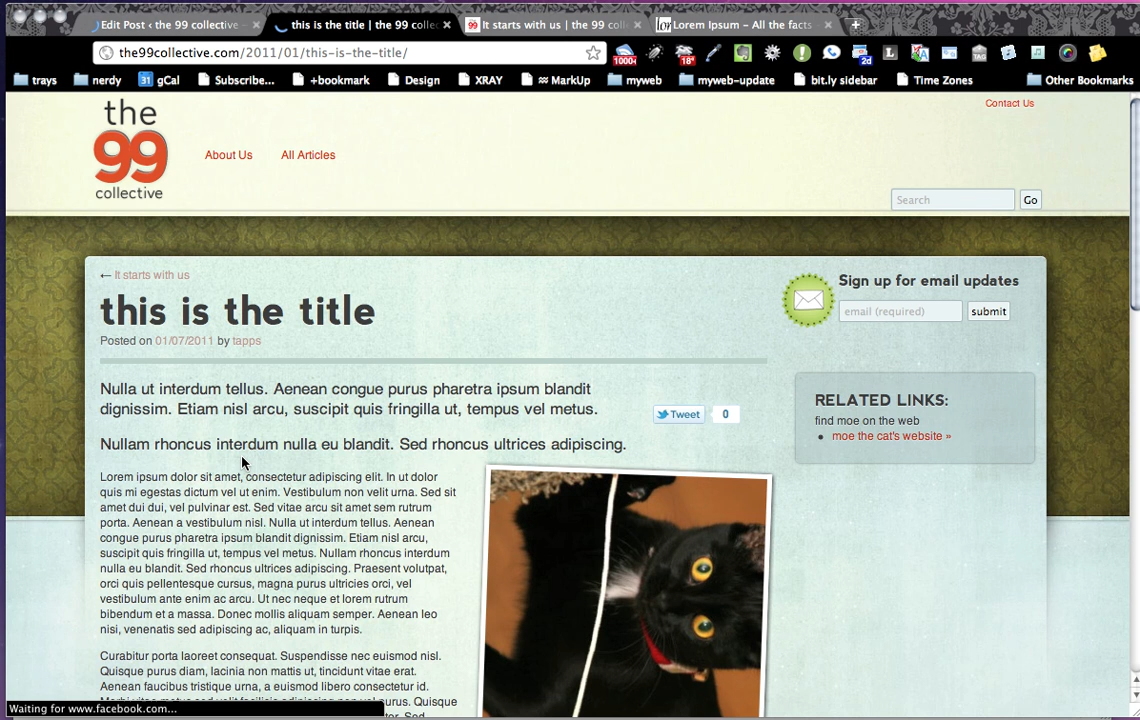 Edit Post ‹ the 99 collective
this is the title | the 99 collec
It starts with us | the 99 coll
Lorem Ipsum – All the facts
the99collective.com/2011/01/this-is-the-title/
1000+
18°
2d
trays
nerdy
31 gCal
Subscribe...
+bookmark
Design
XRAY
MarkUp
myweb
myweb-update
bit.ly sidebar
Time Zones
Other Bookmarks
the
99
collective
About Us
All Articles
Contact Us
Search
Go
← It starts with us
this is the title
Posted on 01/07/2011 by tapps
Sign up for email updates
email (required)
submit
Nulla ut interdum tellus. Aenean congue purus pharetra ipsum blandit
dignissim. Etiam nisl arcu, suscipit quis fringilla ut, tempus vel metus.
Tweet
0
Nullam rhoncus interdum nulla eu blandit. Sed rhoncus ultrices adipiscing.
RELATED LINKS:
find moe on the web
• moe the cat's website »
Lorem ipsum dolor sit amet, consectetur adipiscing elit. In ut dolor
quis mi egestas dictum vel ut enim. Vestibulum non velit urna. Sed sit
amet dui dui, vel pulvinar est. Sed vitae arcu sit amet sem rutrum
porta. Aenean a vestibulum nisl. Nulla ut interdum tellus. Aenean
congue purus pharetra ipsum blandit dignissim. Etiam nisl arcu,
suscipit quis fringilla ut, tempus vel metus. Nullam rhoncus interdum
nulla eu blandit. Sed rhoncus ultrices adipiscing. Praesent volutpat,
orci quis pellentesque cursus, magna purus ultricies orci, vel
vestibulum ante enim ac arcu. Ut nec neque et lorem rutrum
bibendum et a massa. Donec mollis aliquam semper. Aenean leo
nisi, venenatis sed adipiscing ac, aliquam in turpis.
Curabitur porta laoreet consequat. Suspendisse nec euismod nisl.
Quisque purus diam, lacinia non mattis ut, tincidunt vitae erat.
Aenean faucibus tristique urna, a euismod libero consectetur id.
urus. Quisque
Waiting for www.facebook.com...